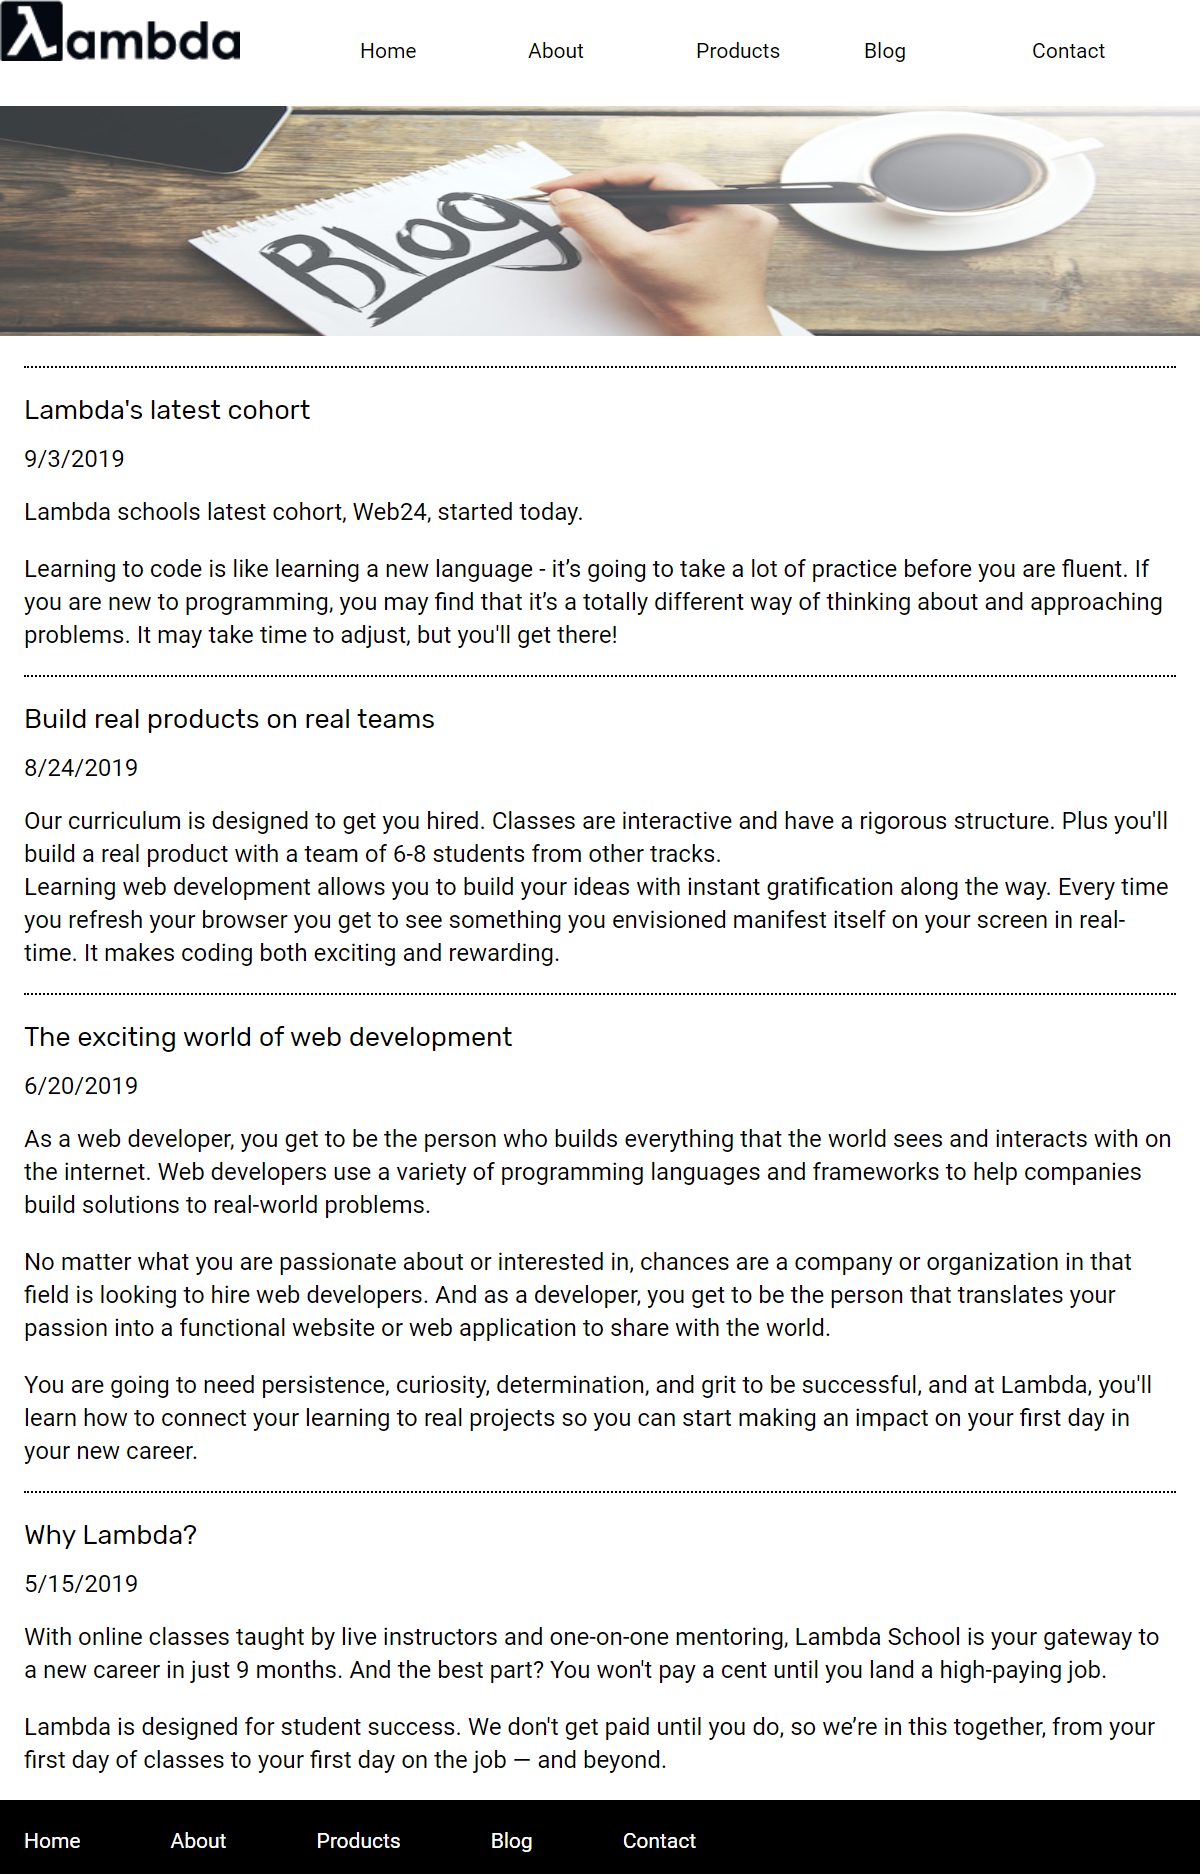 λambda
Home About Products Blog Contact
Blog
Lambda's latest cohort
9/3/2019
Lambda schools latest cohort, Web24, started today.
Learning to code is like learning a new language - it’s going to take a lot of practice before you are fluent. If
you are new to programming, you may find that it’s a totally different way of thinking about and approaching
problems. It may take time to adjust, but you'll get there!
Build real products on real teams
8/24/2019
Our curriculum is designed to get you hired. Classes are interactive and have a rigorous structure. Plus you'll
build a real product with a team of 6-8 students from other tracks.
Learning web development allows you to build your ideas with instant gratification along the way. Every time
you refresh your browser you get to see something you envisioned manifest itself on your screen in real-
time. It makes coding both exciting and rewarding.
The exciting world of web development
6/20/2019
As a web developer, you get to be the person who builds everything that the world sees and interacts with on
the internet. Web developers use a variety of programming languages and frameworks to help companies
build solutions to real-world problems.
No matter what you are passionate about or interested in, chances are a company or organization in that
field is looking to hire web developers. And as a developer, you get to be the person that translates your
passion into a functional website or web application to share with the world.
You are going to need persistence, curiosity, determination, and grit to be successful, and at Lambda, you'll
learn how to connect your learning to real projects so you can start making an impact on your first day in
your new career.
Why Lambda?
5/15/2019
With online classes taught by live instructors and one-on-one mentoring, Lambda School is your gateway to
a new career in just 9 months. And the best part? You won't pay a cent until you land a high-paying job.
Lambda is designed for student success. We don't get paid until you do, so we’re in this together, from your
first day of classes to your first day on the job — and beyond.
Home About Products Blog Contact